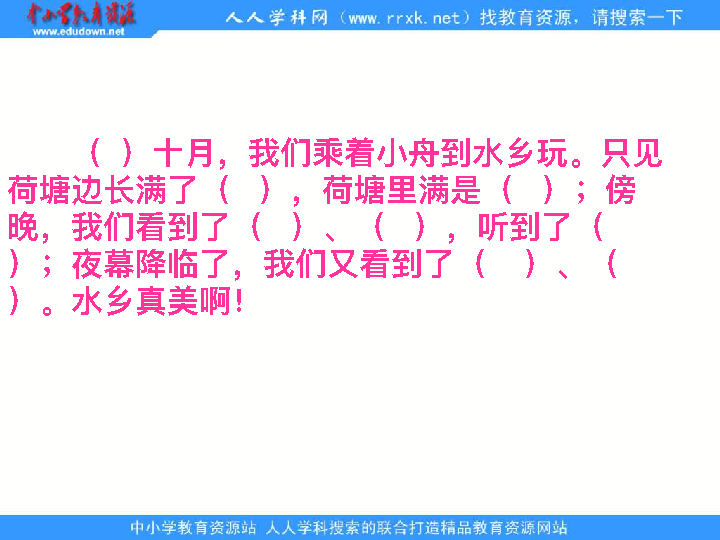 中小学教育资源
www.edudown.net
人人学科网（www.rrxk.net）找教育资源，请搜索一下
（ ）十月，我们乘着小舟到水乡玩。只见
荷塘边长满了（ ），荷塘里满是（ ）；傍
晚，我们看到了（ ）、（ ），听到了（
）；夜幕降临了，我们又看到了（ ）、（
）。水乡真美啊！
中小学教育资源站 人人学科搜索的联合打造精品教育资源网站